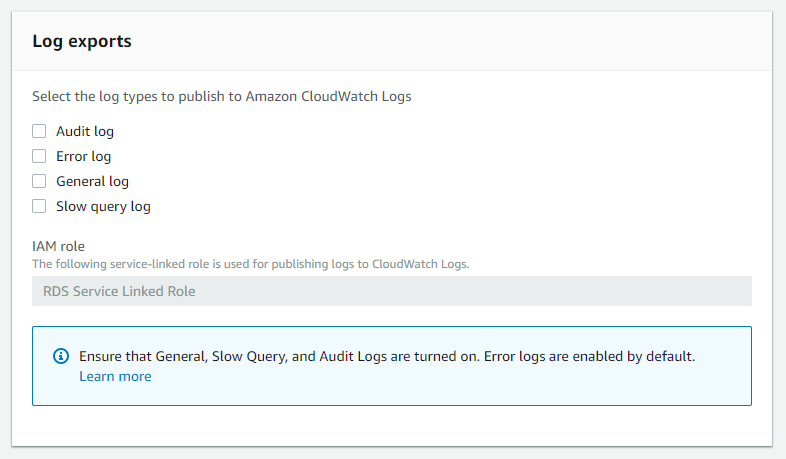 Log exports
Select the log types to publish to Amazon CloudWatch Logs
Audit log
Error log
General log
Slow query log
IAM role
The following service-linked role is used for publishing logs to CloudWatch Logs.
RDS Service Linked Role
Ensure that General, Slow Query, and Audit Logs are turned on. Error logs are enabled by default.
Learn more